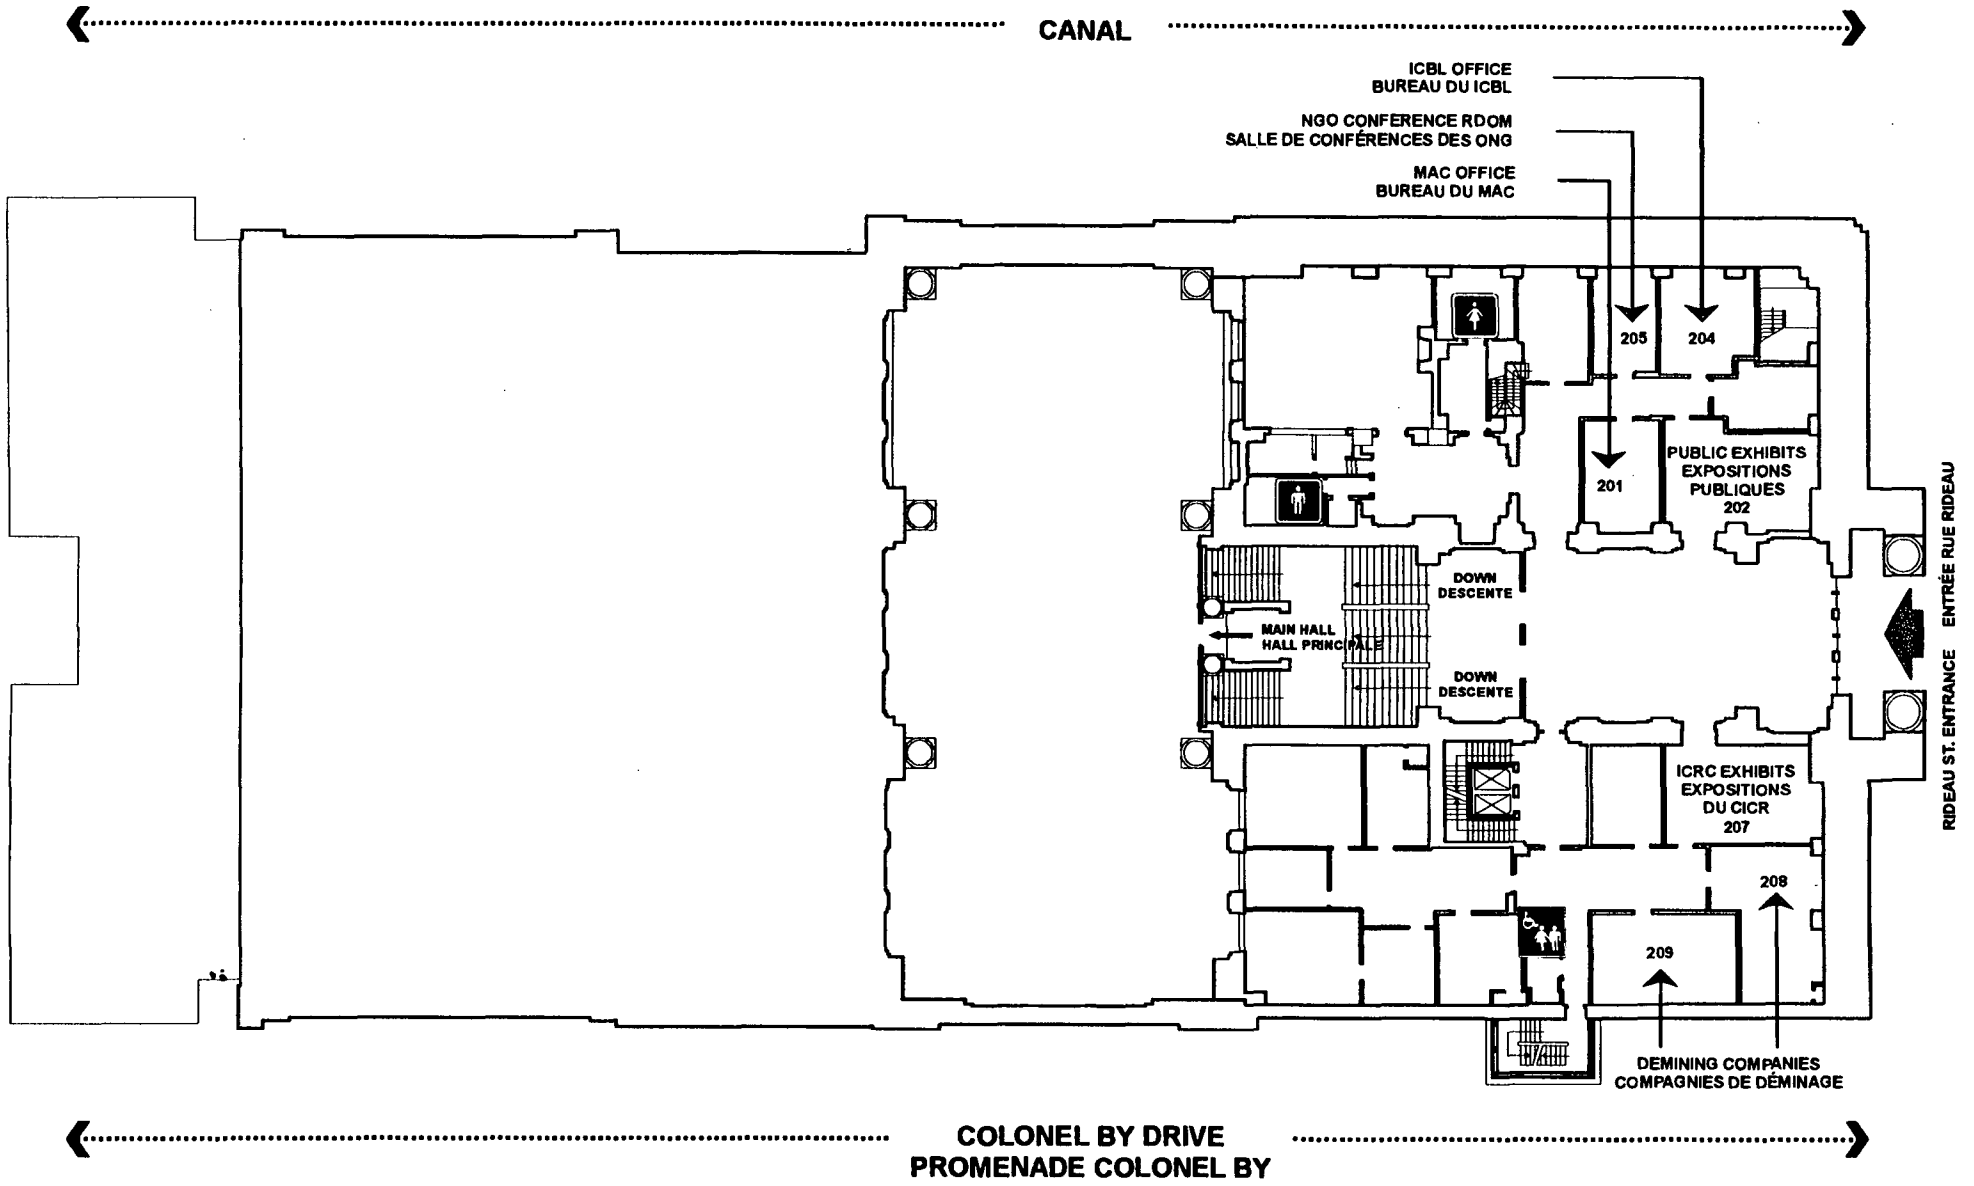 CANAL
ICBL OFFICE
BUREAU DU ICBL
NGO CONFERENCE RDOM
SALLE DE CONFÉRENCES DES ONG
MAC OFFICE
BUREAU DU MAC
205
204
PUBLIC EXHIBITS
EXPOSITIONS
PUBLIQUES
202
201
DOWN
DESCENTE
MAIN HALL
HALL PRINCIPALE
DOWN
DESCENTE
RIDEAU ST. ENTRANCE ENTRÉE RUE RIDEAU
ICRC EXHIBITS
EXPOSITIONS
DU CICR
207
208
209
DEMINING COMPANIES
COMPAGNIES DE DÉMINAGE
COLONEL BY DRIVE
PROMENADE COLONEL BY